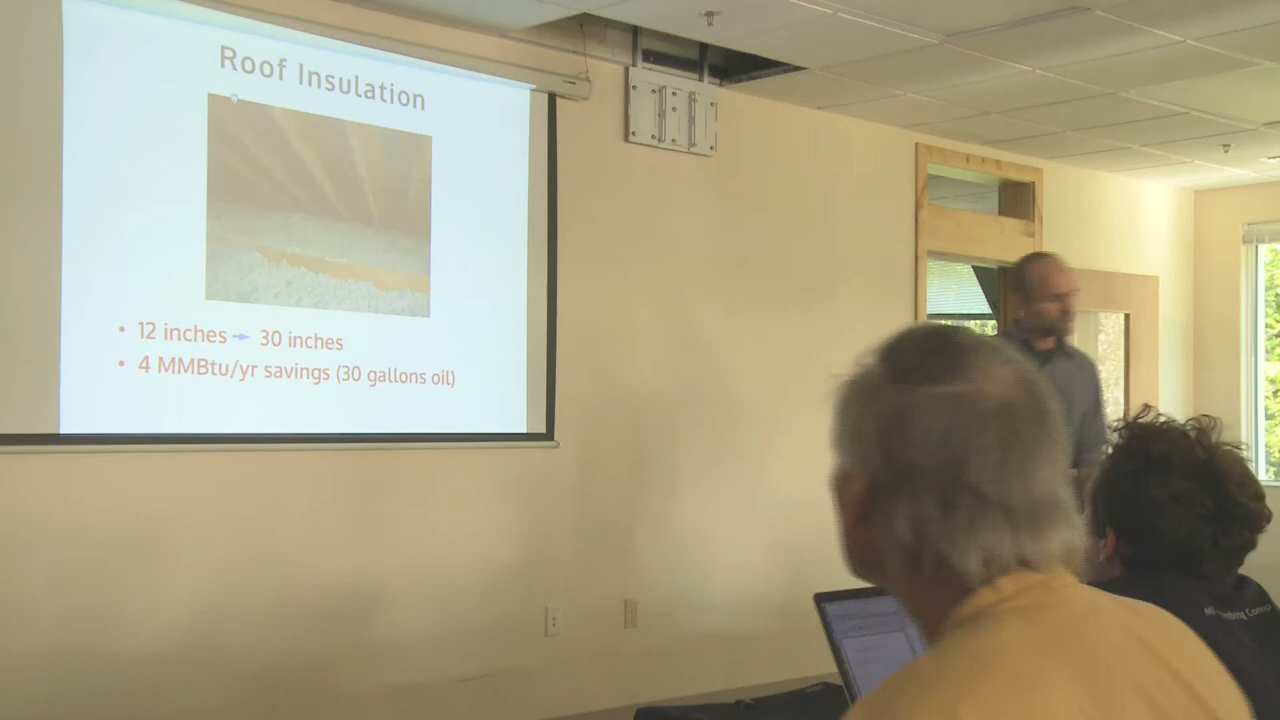 Roof Insulation
• 12 inches → 30 inches
• 4 MMBtu/yr savings (30 gallons oil)